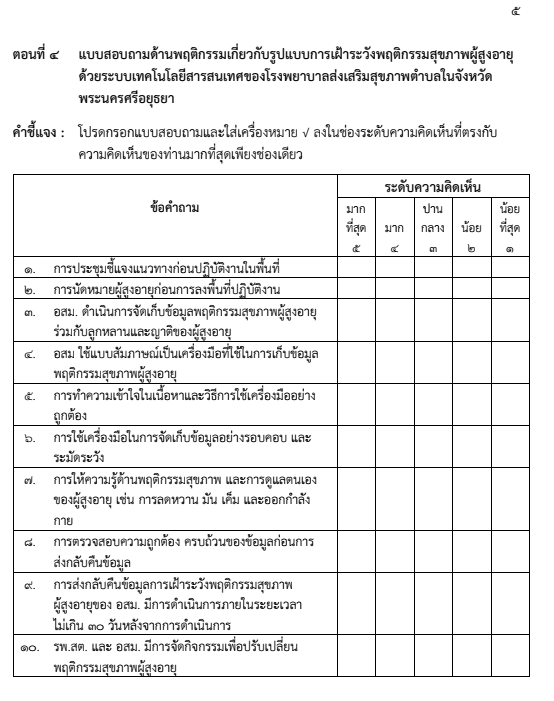 ๕
ตอนที่ ๔ แบบสอบถามด้านพฤติกรรมเกี่ยวกับรูปแบบการเฝ้าระวังพฤติกรรมสุขภาพผู้สูงอายุ
ด้วยระบบเทคโนโลยีสารสนเทศของโรงพยาบาลส่งเสริมสุขภาพตำบลในจังหวัด
พระนครศรีอยุธยา
คำชี้แจง : โปรดกรอกแบบสอบถามและใส่เครื่องหมาย √ ลงในช่องระดับความคิดเห็นที่ตรงกับ
ความคิดเห็นของท่านมากที่สุดเพียงช่องเดียว
ข้อคำถาม
ระดับความคิดเห็น
มาก ปาน น้อย
ที่สุด มาก กลาง น้อย ที่สุด
๕ ๔ ๓ ๒ ๑
๑. การประชุมชี้แจงแนวทางก่อนปฏิบัติงานในพื้นที่
๒. การนัดหมายผู้สูงอายุก่อนการลงพื้นที่ปฏิบัติงาน
๓. อสม. ดำเนินการจัดเก็บข้อมูลพฤติกรรมสุขภาพผู้สูงอายุ
ร่วมกับลูกหลานและญาติของผู้สูงอายุ
๔. อสม ใช้แบบสัมภาษณ์เป็นเครื่องมือที่ใช้ในการเก็บข้อมูล
พฤติกรรมสุขภาพผู้สูงอายุ
๕. การทำความเข้าใจในเนื้อหาและวิธีการใช้เครื่องมืออย่าง
ถูกต้อง
๖. การใช้เครื่องมือในการจัดเก็บข้อมูลอย่างรอบคอบ และ
ระมัดระวัง
๗. การให้ความรู้ด้านพฤติกรรมสุขภาพ และการดูแลตนเอง
ของผู้สูงอายุ เช่น การลดหวาน มัน เค็ม และออกกำลัง
กาย
๘. การตรวจสอบความถูกต้อง ครบถ้วนของข้อมูลก่อนการ
ส่งกลับคืนข้อมูล
๙. การส่งกลับคืนข้อมูลการเฝ้าระวังพฤติกรรมสุขภาพ
ผู้สูงอายุของ อสม. มีการดำเนินการภายในระยะเวลา
ไม่เกิน ๓๐ วันหลังจากการดำเนินการ
๑๐. รพ.สต. และ อสม. มีการจัดกิจกรรมเพื่อปรับเปลี่ยน
พฤติกรรมสุขภาพผู้สูงอายุ